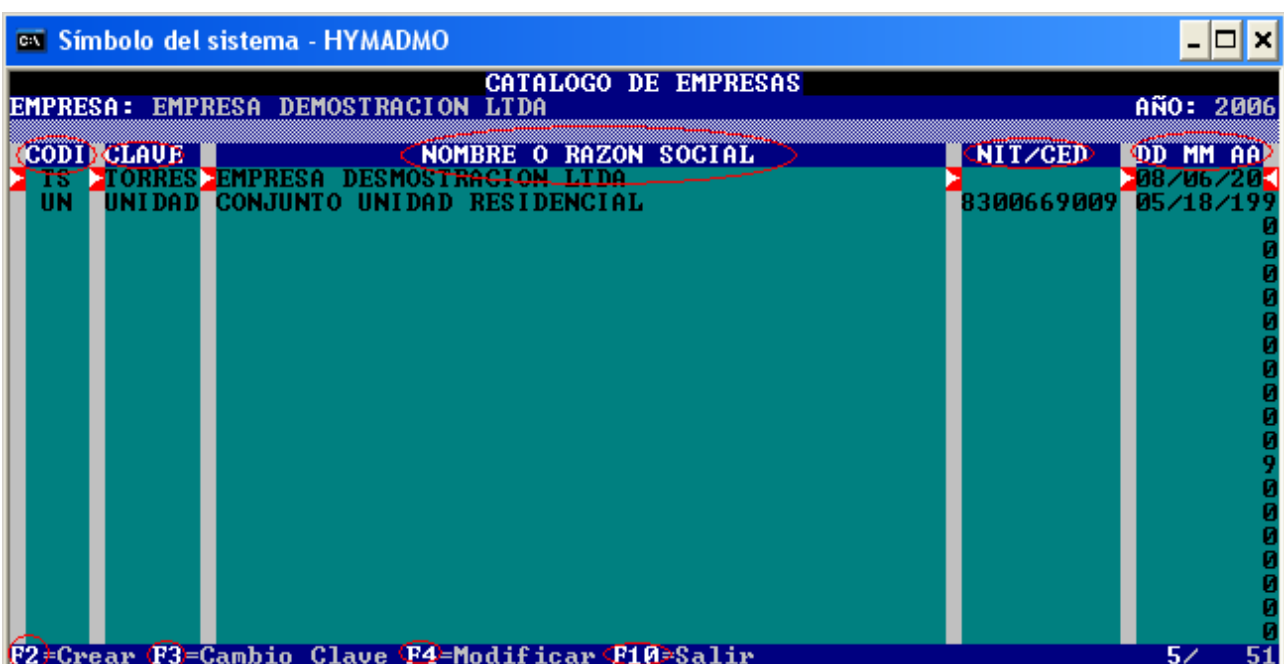 Símbolo del sistema - HYMADMO
CATALOGO DE EMPRESAS
EMPRESA: EMPRESA DEMOSTRACION LTDA AÑO: 2006
CODI CLAVE NOMBRE O RAZON SOCIAL NIT/CED DD MM AA
TS TORRES EMPRESA DESMOSTRACION LTDA 08/06/20
UN UNIDAD CONJUNTO UNIDAD RESIDENCIAL 8300669009 05/18/199
0
0
0
0
0
0
0
0
0
0
9
0
0
0
0
0
0
0
F2=Crear F3=Cambio Clave F4=Modificar F10=Salir 5/ 51